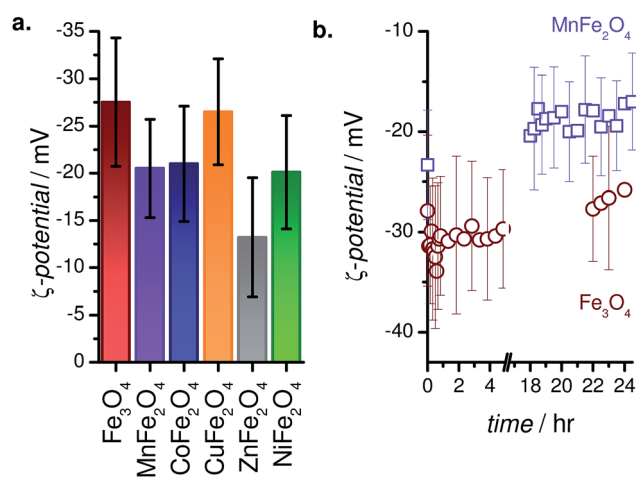 a.
-35
-30
-25
-20
-15
-10
-5
0
ζ-potential / mV
Fe₃O₄
MnFe₂O₄
CoFe₂O₄
CuFe₂O₄
ZnFe₂O₄
NiFe₂O₄
b.
-10
-20
-30
-40
ζ-potential / mV
MnFe₂O₄
Fe₃O₄
0 2 4 18 20 22 24
time / hr